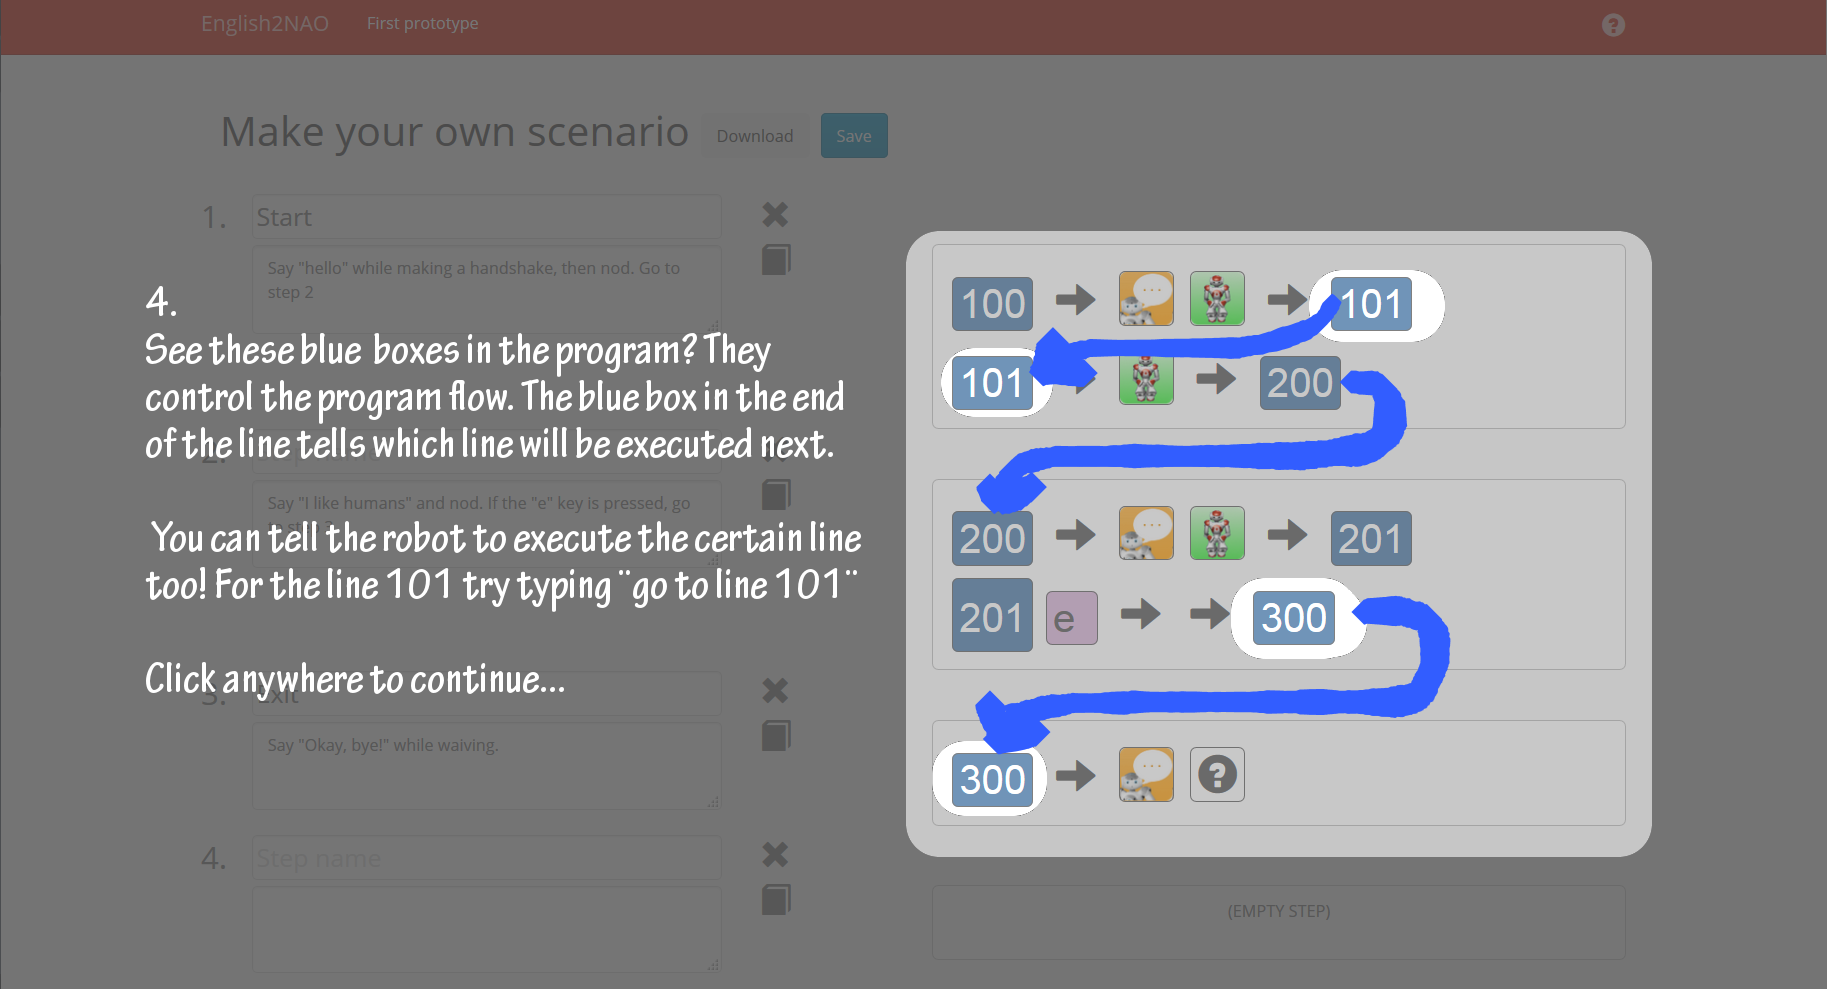 English2NAO First prototype ?
Make your own scenario Download Save
1. Start
Say "hello" while making a handshake, then nod. Go to
step 2
4.
See these blue boxes in the program? They
control the program flow. The blue box in the end
of the line tells which line will be executed next.
2.
Say "I like humans" and nod. If the "e" key is pressed, go
You can tell the robot to execute the certain line
too! For the line 101 try typing ¨go to line 101¨
Click anywhere to continue...
3. Exit
Say "Okay, bye!" while waiving.
4. Step name
100 101
101 200
200 201
201 e 300
300 ?
(EMPTY STEP)